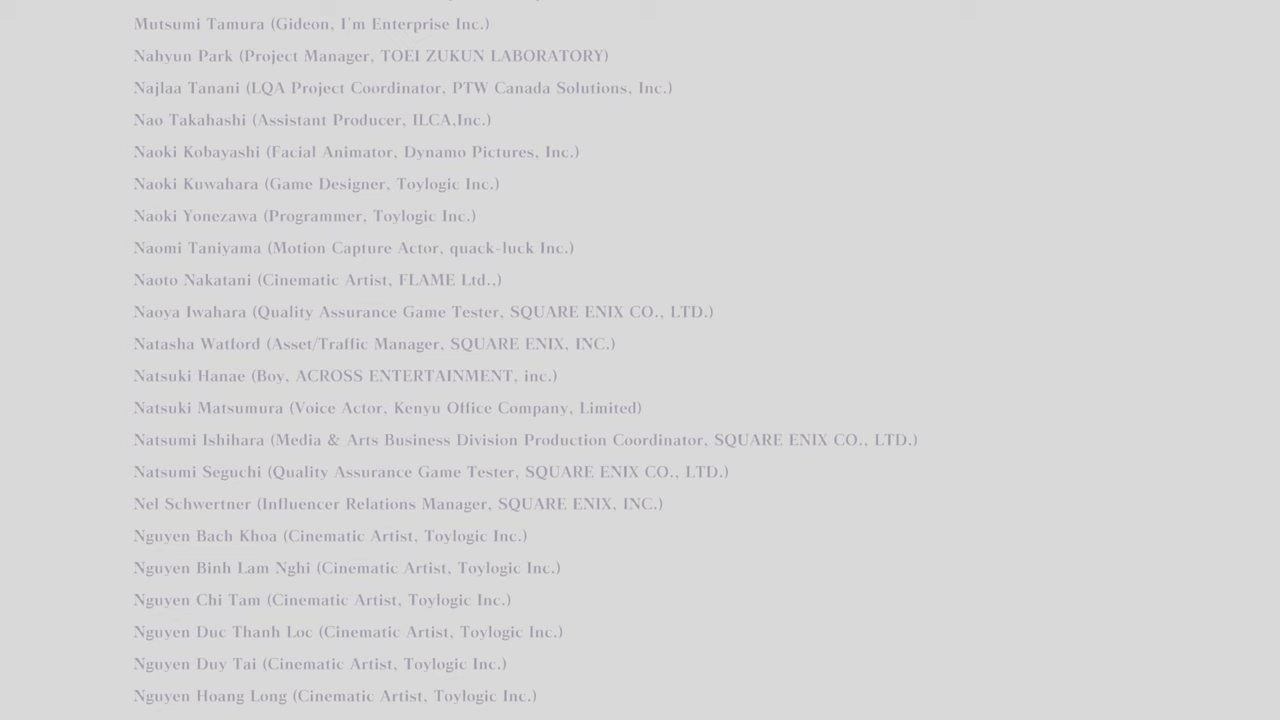 Mutsumi Tamura (Gideon, I'm Enterprise Inc.)
Nahyun Park (Project Manager, TOEI ZUKUN LABORATORY)
Najlaa Tanani (LQA Project Coordinator, PTW Canada Solutions, Inc.)
Nao Takahashi (Assistant Producer, ILCA,Inc.)
Naoki Kobayashi (Facial Animator, Dynamo Pictures, Inc.)
Naoki Kuwahara (Game Designer, Toylogic Inc.)
Naoki Yonezawa (Programmer, Toylogic Inc.)
Naomi Taniyama (Motion Capture Actor, quack-luck Inc.)
Naoto Nakatani (Cinematic Artist, FLAME Ltd.,)
Naoya Iwahara (Quality Assurance Game Tester, SQUARE ENIX CO., LTD.)
Natasha Watford (Asset/Traffic Manager, SQUARE ENIX, INC.)
Natsuki Hanae (Boy, ACROSS ENTERTAINMENT, inc.)
Natsuki Matsumura (Voice Actor, Kenyu Office Company, Limited)
Natsumi Ishihara (Media & Arts Business Division Production Coordinator, SQUARE ENIX CO., LTD.)
Natsumi Seguchi (Quality Assurance Game Tester, SQUARE ENIX CO., LTD.)
Nel Schwertner (Influencer Relations Manager, SQUARE ENIX, INC.)
Nguyen Bach Khoa (Cinematic Artist, Toylogic Inc.)
Nguyen Binh Lam Nghi (Cinematic Artist, Toylogic Inc.)
Nguyen Chi Tam (Cinematic Artist, Toylogic Inc.)
Nguyen Duc Thanh Loc (Cinematic Artist, Toylogic Inc.)
Nguyen Duy Tai (Cinematic Artist, Toylogic Inc.)
Nguyen Hoang Long (Cinematic Artist, Toylogic Inc.)